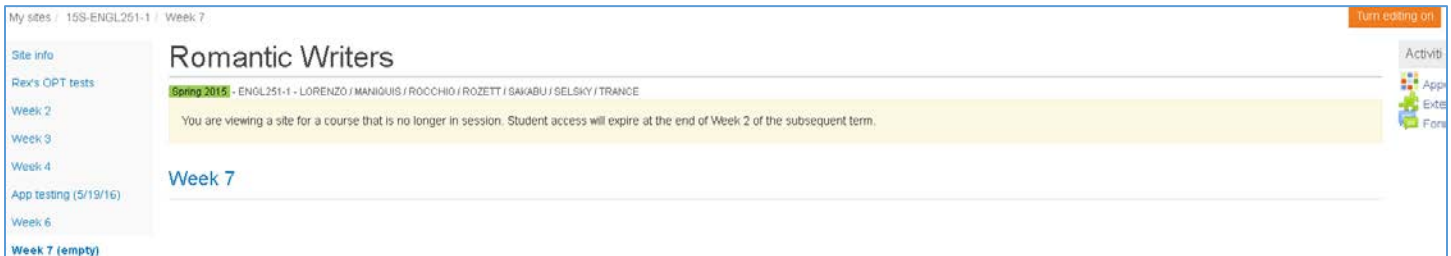 My sites / 15S-ENGL251-1 / Week 7
Turn editing on
Site info
Rex's OPT tests
Week 2
Week 3
Week 4
App testing (5/19/16)
Week 6
Week 7 (empty)
Romantic Writers
Spring 2015 - ENGL251-1 - LORENZO / MANIQUIS / ROCCHIO / ROZETT / SAKABU / SELSKY / TRANCE
You are viewing a site for a course that is no longer in session. Student access will expire at the end of Week 2 of the subsequent term.
Week 7
Activiti
App
Exte